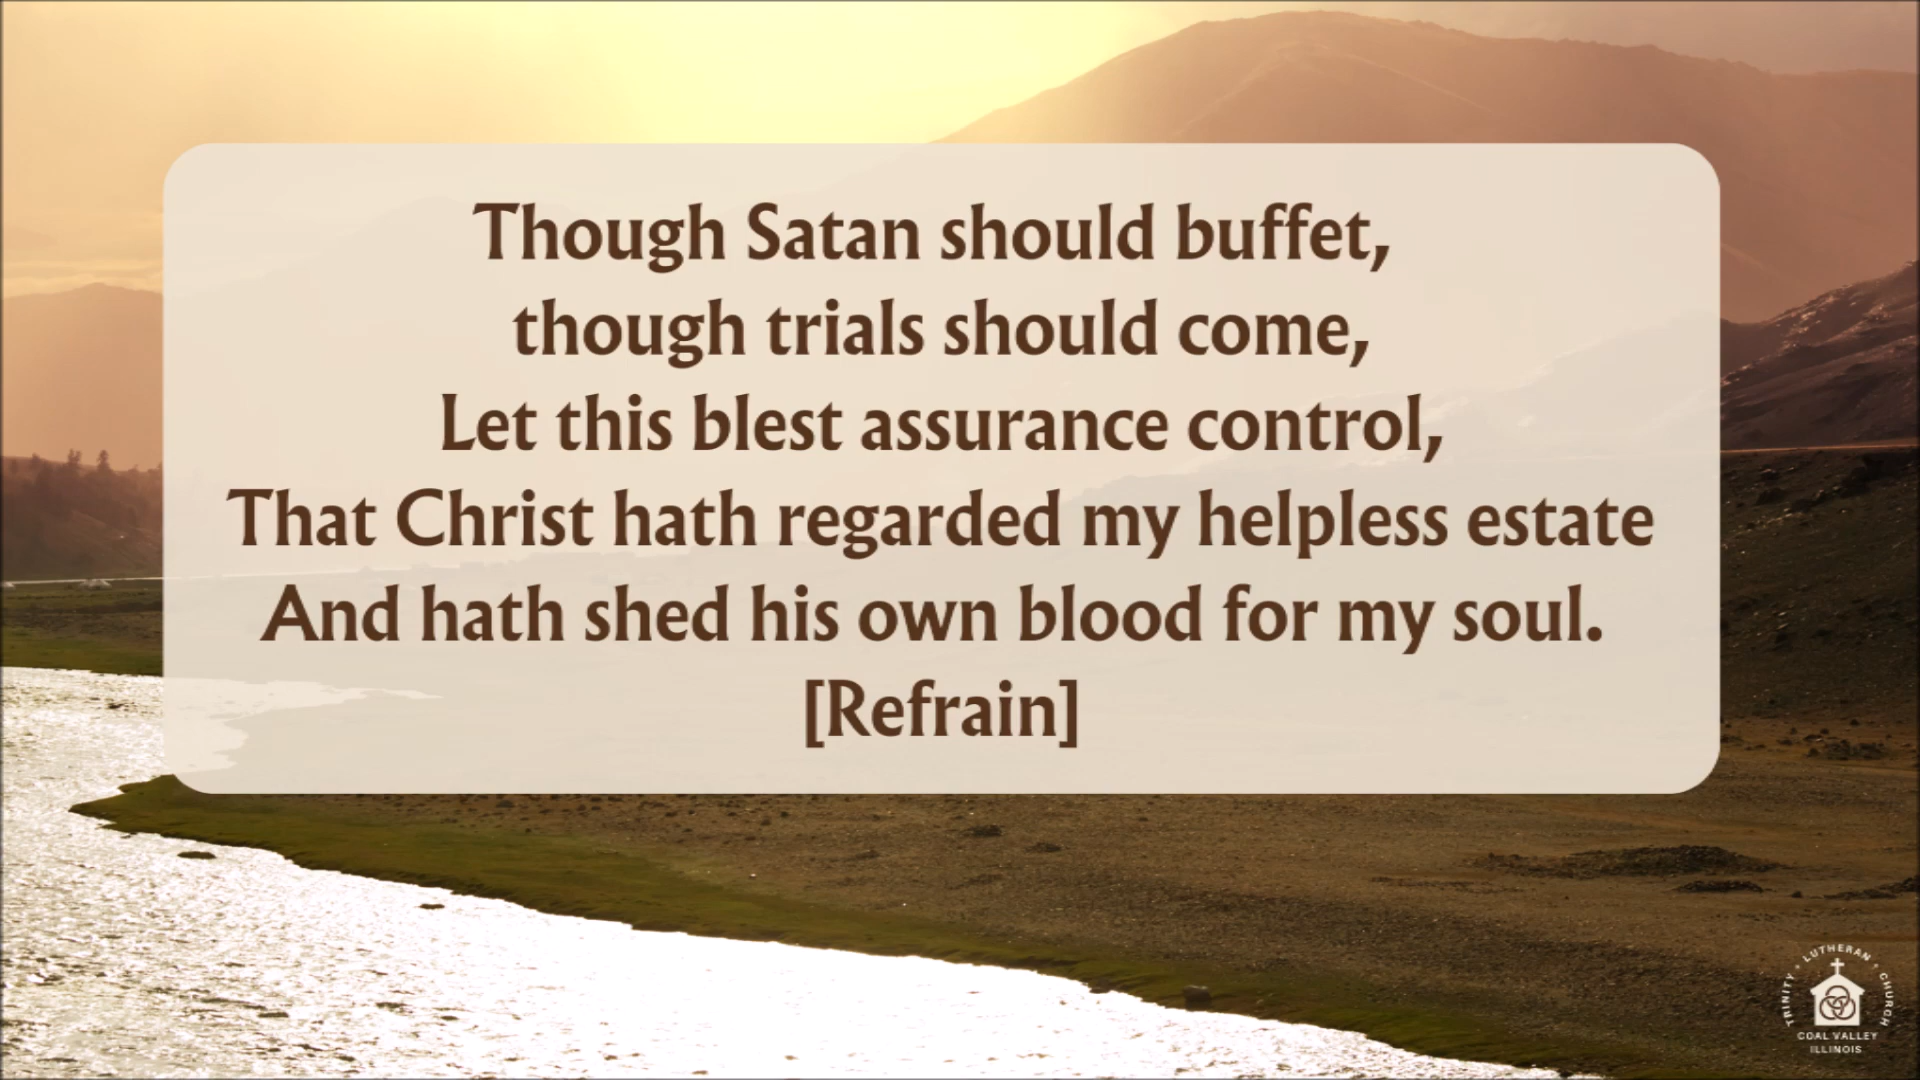 Though Satan should buffet,
though trials should come,
Let this blest assurance control,
That Christ hath regarded my helpless estate
And hath shed his own blood for my soul.
[Refrain]
TRINITY • LUTHERAN • CHURCH
COAL VALLEY
ILLINOIS